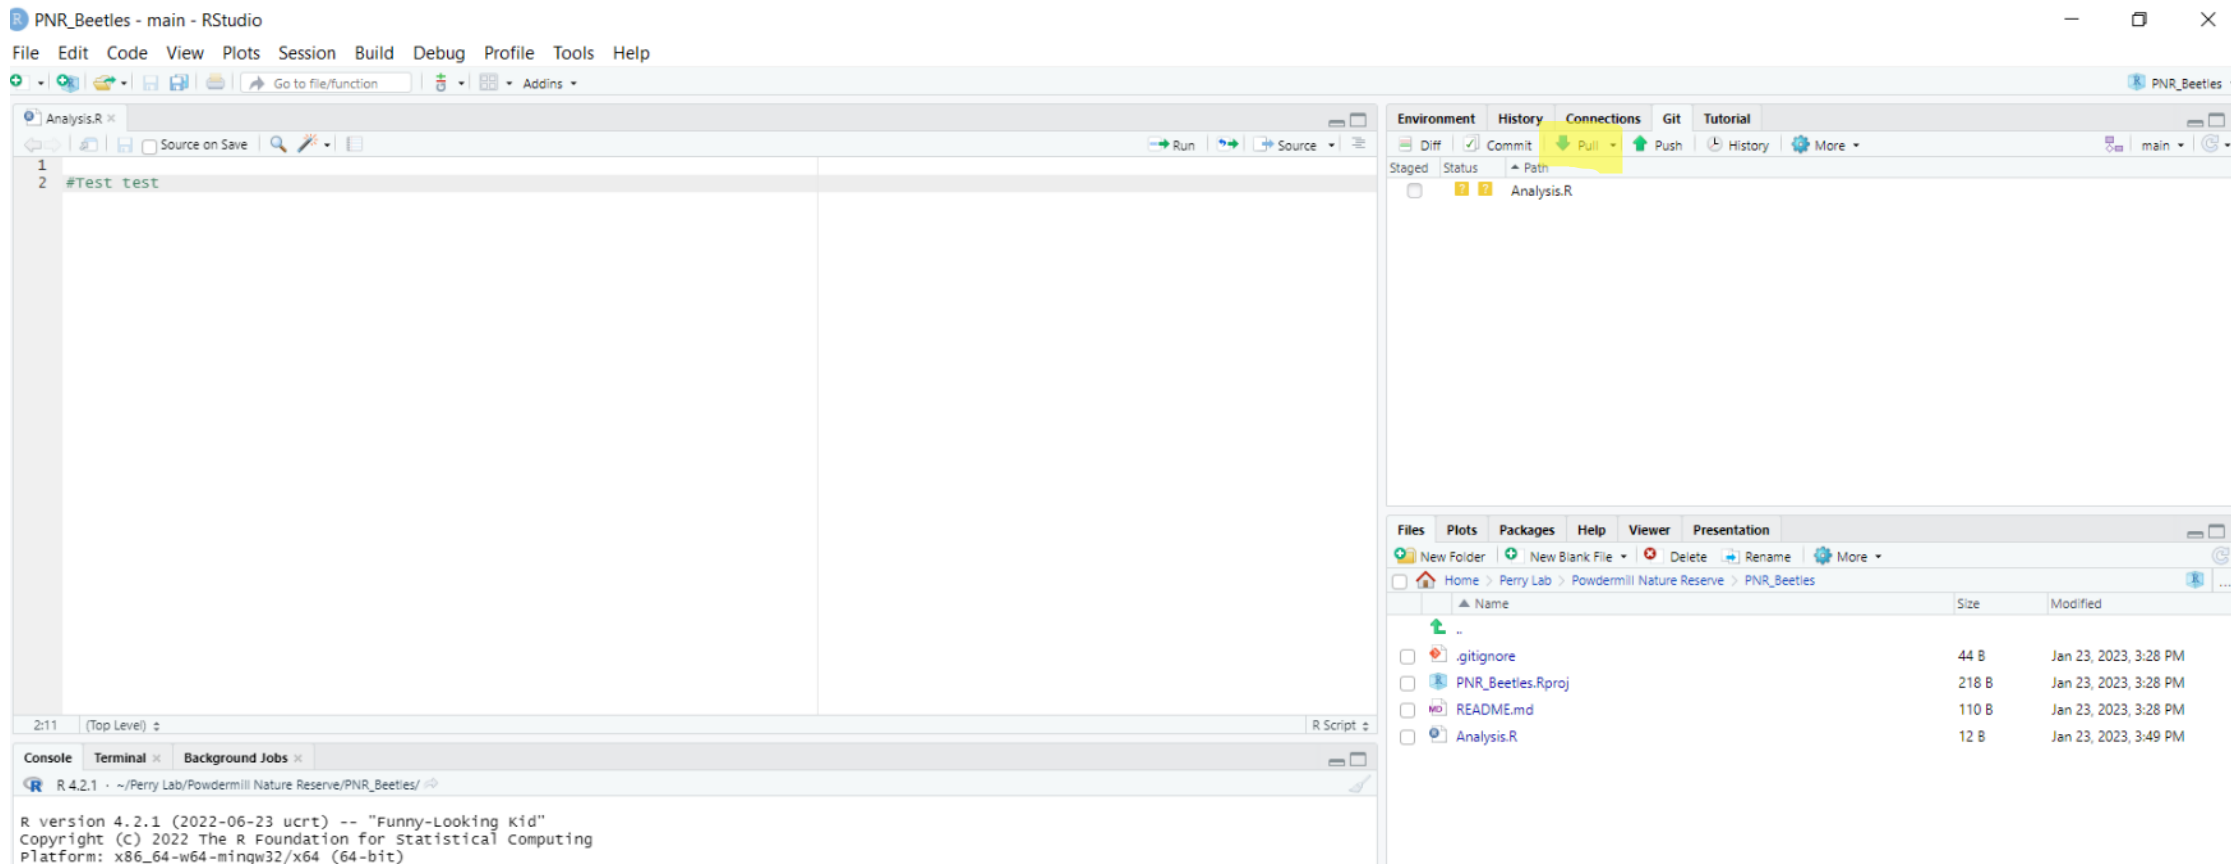 PNR_Beetles - main - RStudio
File Edit Code View Plots Session Build Debug Profile Tools Help
Go to file/function Addins PNR_Beetles
Analysis.R
Source on Save Run Source
1
2 #Test test
2:11 (Top Level) R Script
Console Terminal Background Jobs
R 4.2.1 · ~/Perry Lab/Powdermill Nature Reserve/PNR_Beetles/
R version 4.2.1 (2022-06-23 ucrt) -- "Funny-Looking Kid"
Copyright (C) 2022 The R Foundation for Statistical Computing
Platform: x86_64-w64-mingw32/x64 (64-bit)
Environment History Connections Git Tutorial
Diff Commit Pull Push History More main
Staged Status Path
? ? Analysis.R
Files Plots Packages Help Viewer Presentation
New Folder New Blank File Delete Rename More
Home > Perry Lab > Powdermill Nature Reserve > PNR_Beetles ...
Name Size Modified
..
.gitignore 44 B Jan 23, 2023, 3:28 PM
PNR_Beetles.Rproj 218 B Jan 23, 2023, 3:28 PM
README.md 110 B Jan 23, 2023, 3:28 PM
Analysis.R 12 B Jan 23, 2023, 3:49 PM